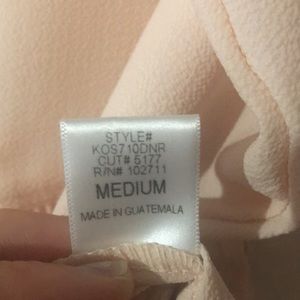 STYLE#
KOS710DNR
CUT# 5177
R/N# 102711
MEDIUM
MADE IN GUATEMALA